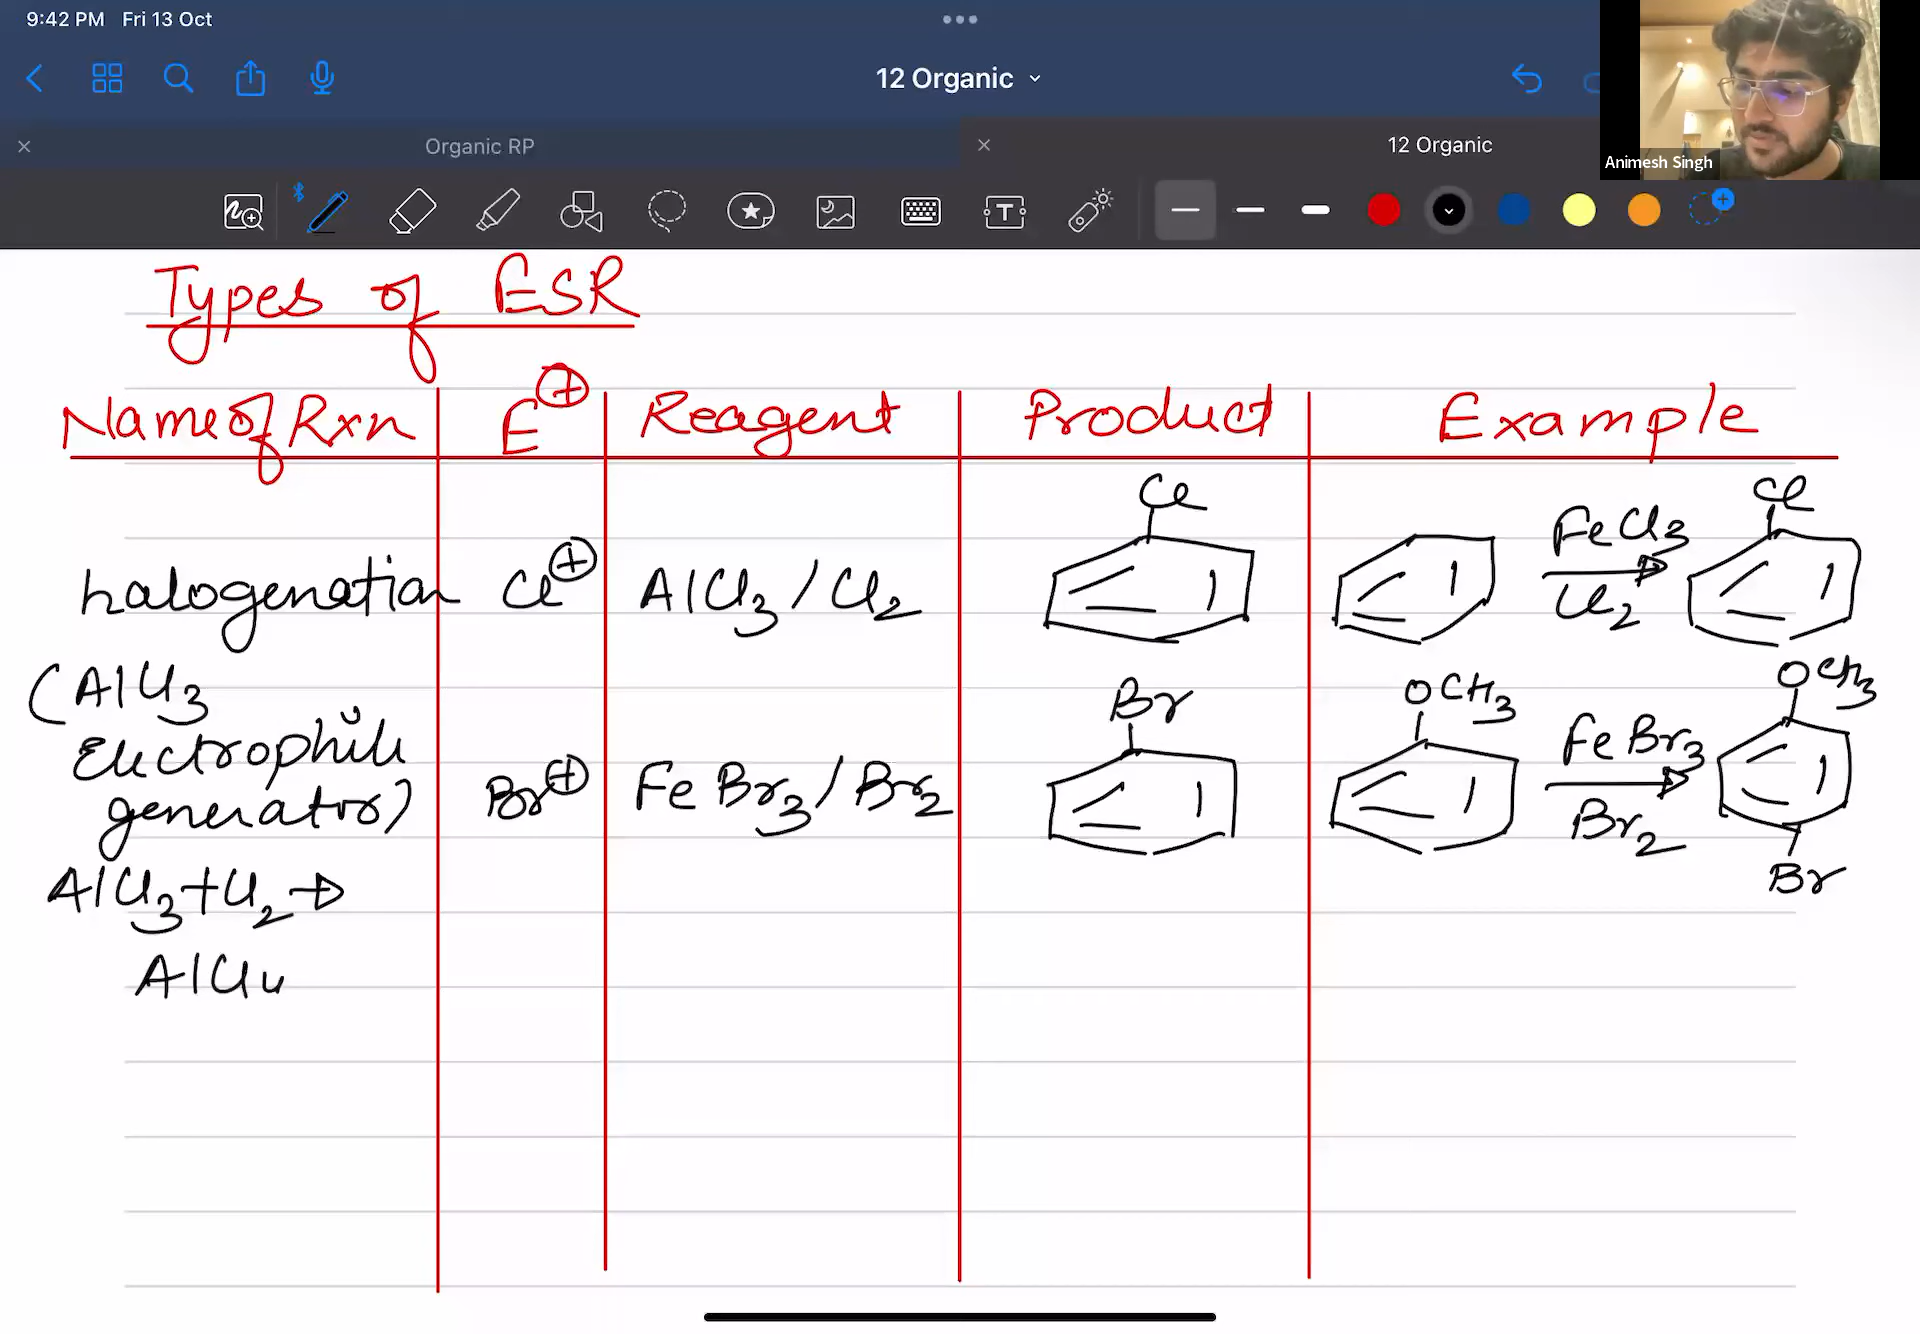 9:42 PM Fri 13 Oct
12 Organic
Organic RP
12 Organic
Animesh Singh
Types of ESR
Name of Rxn E⊕ Reagent Product Example
Cl Cl
halogenation Cl⊕ AlCl3 / Cl2 FeCl3 Cl2
(AlCl3 Br OCH3 OCH3
Electrophile FeBr3
generator) Br⊕ FeBr3 / Br2 Br2
AlCl3 + Cl2 → Br
AlCl4